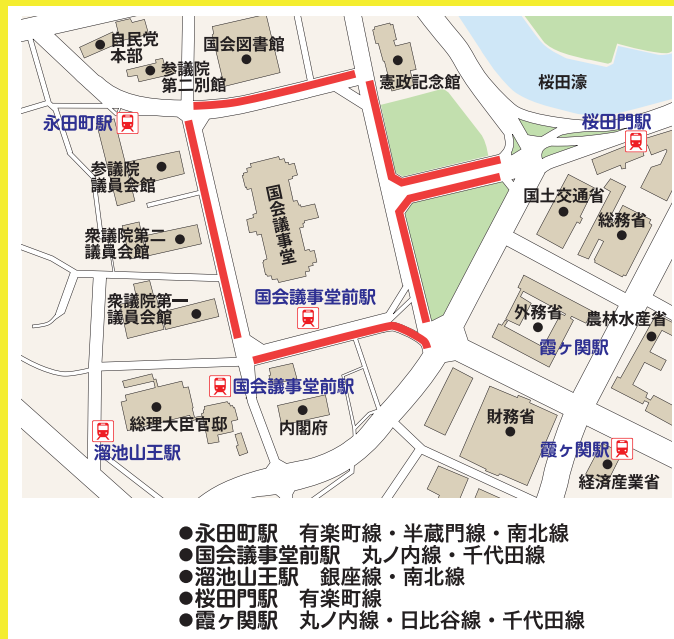 自民党
本部
国会図書館
参議院
第二別館
憲政記念館
桜田濠
永田町駅
桜田門駅
参議院
議員会館
国会議事堂
国土交通省
総務省
衆議院第二
議員会館
国会議事堂前駅
衆議院第一
議員会館
外務省
農林水産省
霞ヶ関駅
国会議事堂前駅
総理大臣官邸
内閣府
財務省
溜池山王駅
霞ヶ関駅
経済産業省
●永田町駅 有楽町線・半蔵門線・南北線
●国会議事堂前駅 丸ノ内線・千代田線
●溜池山王駅 銀座線・南北線
●桜田門駅 有楽町線
●霞ヶ関駅 丸ノ内線・日比谷線・千代田線